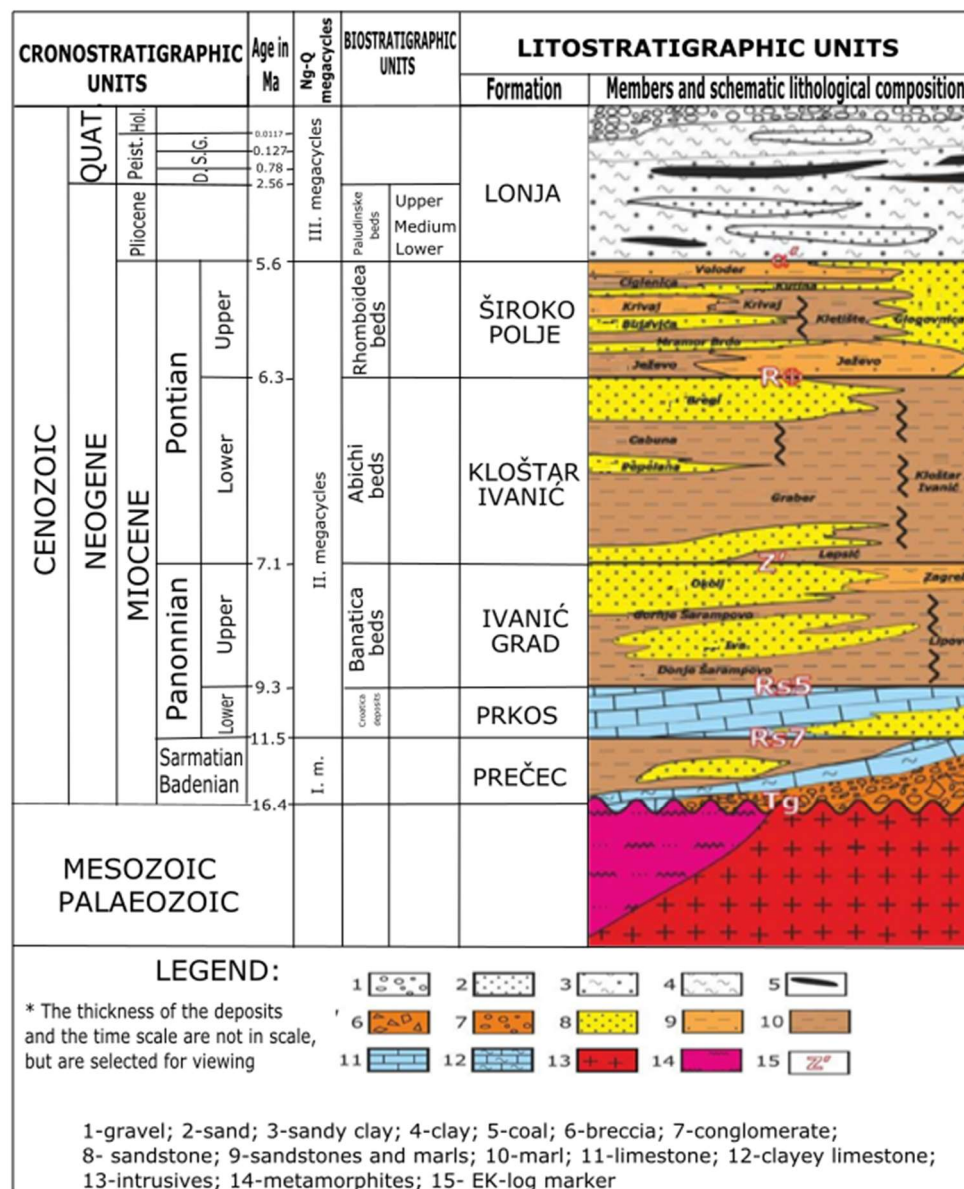 CRONOSTRATIGRAPHIC UNITS
Age in Ma
Ng-Q megacycles
BIOSTRATIGRAPHIC UNITS
LITOSTRATIGRAPHIC UNITS
Formation
Members and schematic lithological composition
CENOZOIC
QUAT
NEOGENE
Hol.
Peist.
D. S.G.
Pliocene
MIOCENE
Pontian
Upper
Lower
Panonnian
Upper
Lower
Sarmatian
Badenian
MESOZOIC
PALAEOZOIC
0.0117
0.127
0.78
2.56
5.6
6.3
7.1
9.3
11.5
16.4
III. megacycles
II. megacycles
I. m.
Paludinske beds
Upper
Medium
Lower
Rhomboidea beds
Abichi beds
Banatica beds
Croatica deposits
LONJA
ŠIROKO POLJE
KLOŠTAR IVANIĆ
IVANIĆ GRAD
PRKOS
PREČEC
α'
Voloder
Ciglenica
Kutina
Krivaj
Krivaj
Bujavica
Kletište
Glogovnica
Mramor Brdo
Ježevo
Ježevo
R
Bregi
Cabuna
Popelana
Graber
Kloštar Ivanić
Lepsić
Z'
Okolj
Zagreb
Gornje Šarampovo
Iva
Lipov
Donje Šarampovo
Rs5
Rs7
Tg
LEGEND:
* The thickness of the deposits
and the time scale are not in scale,
but are selected for viewing
1
2
3
4
5
6
7
8
9
10
11
12
13
14
15
Z'
1-gravel; 2-sand; 3-sandy clay; 4-clay; 5-coal; 6-breccia; 7-conglomerate;
8- sandstone; 9-sandstones and marls; 10-marl; 11-limestone; 12-clayey limestone;
13-intrusives; 14-metamorphites; 15- EK-log marker